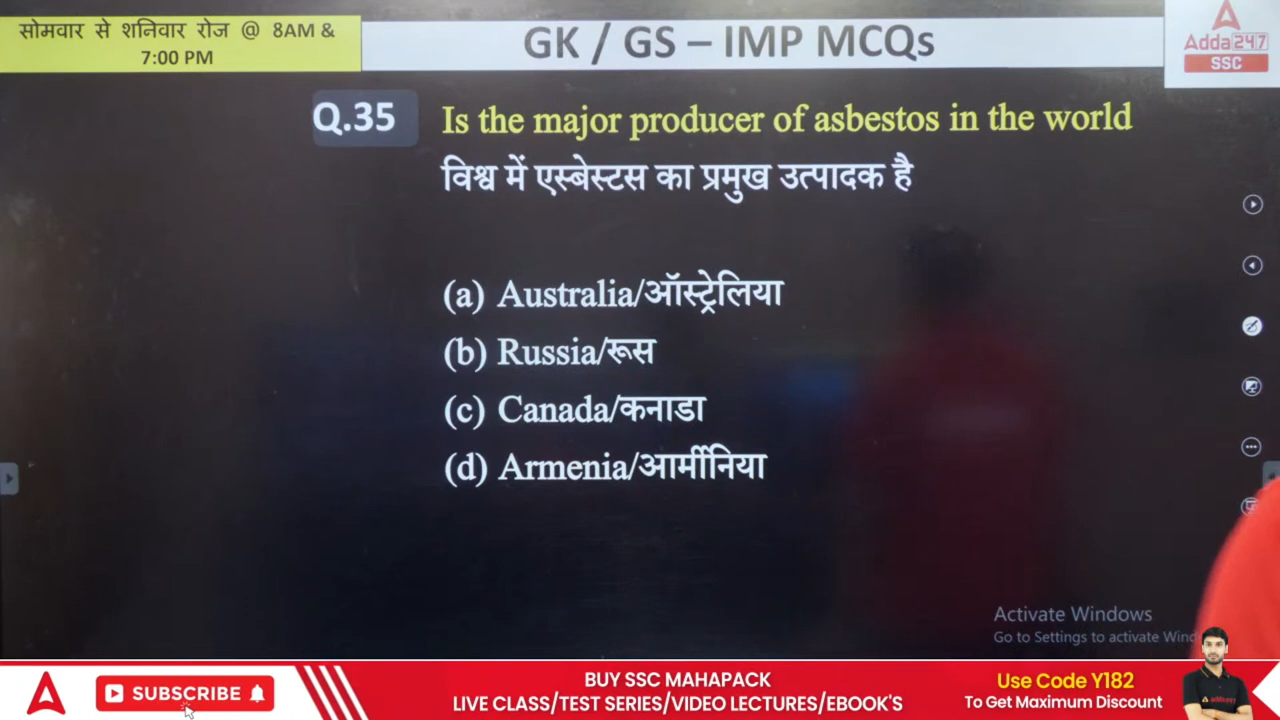 सोमवार से शनिवार रोज @ 8AM &
7:00 PM
GK / GS – IMP MCQs
Adda247
SSC
Q.35 Is the major producer of asbestos in the world
विश्व में एस्बेस्टस का प्रमुख उत्पादक है
(a) Australia/ऑस्ट्रेलिया
(b) Russia/रूस
(c) Canada/कनाडा
(d) Armenia/आर्मीनिया
Activate Windows
Go to Settings to activate Wind
SUBSCRIBE
BUY SSC MAHAPACK
LIVE CLASS/TEST SERIES/VIDEO LECTURES/EBOOK'S
Use Code Y182
To Get Maximum Discount